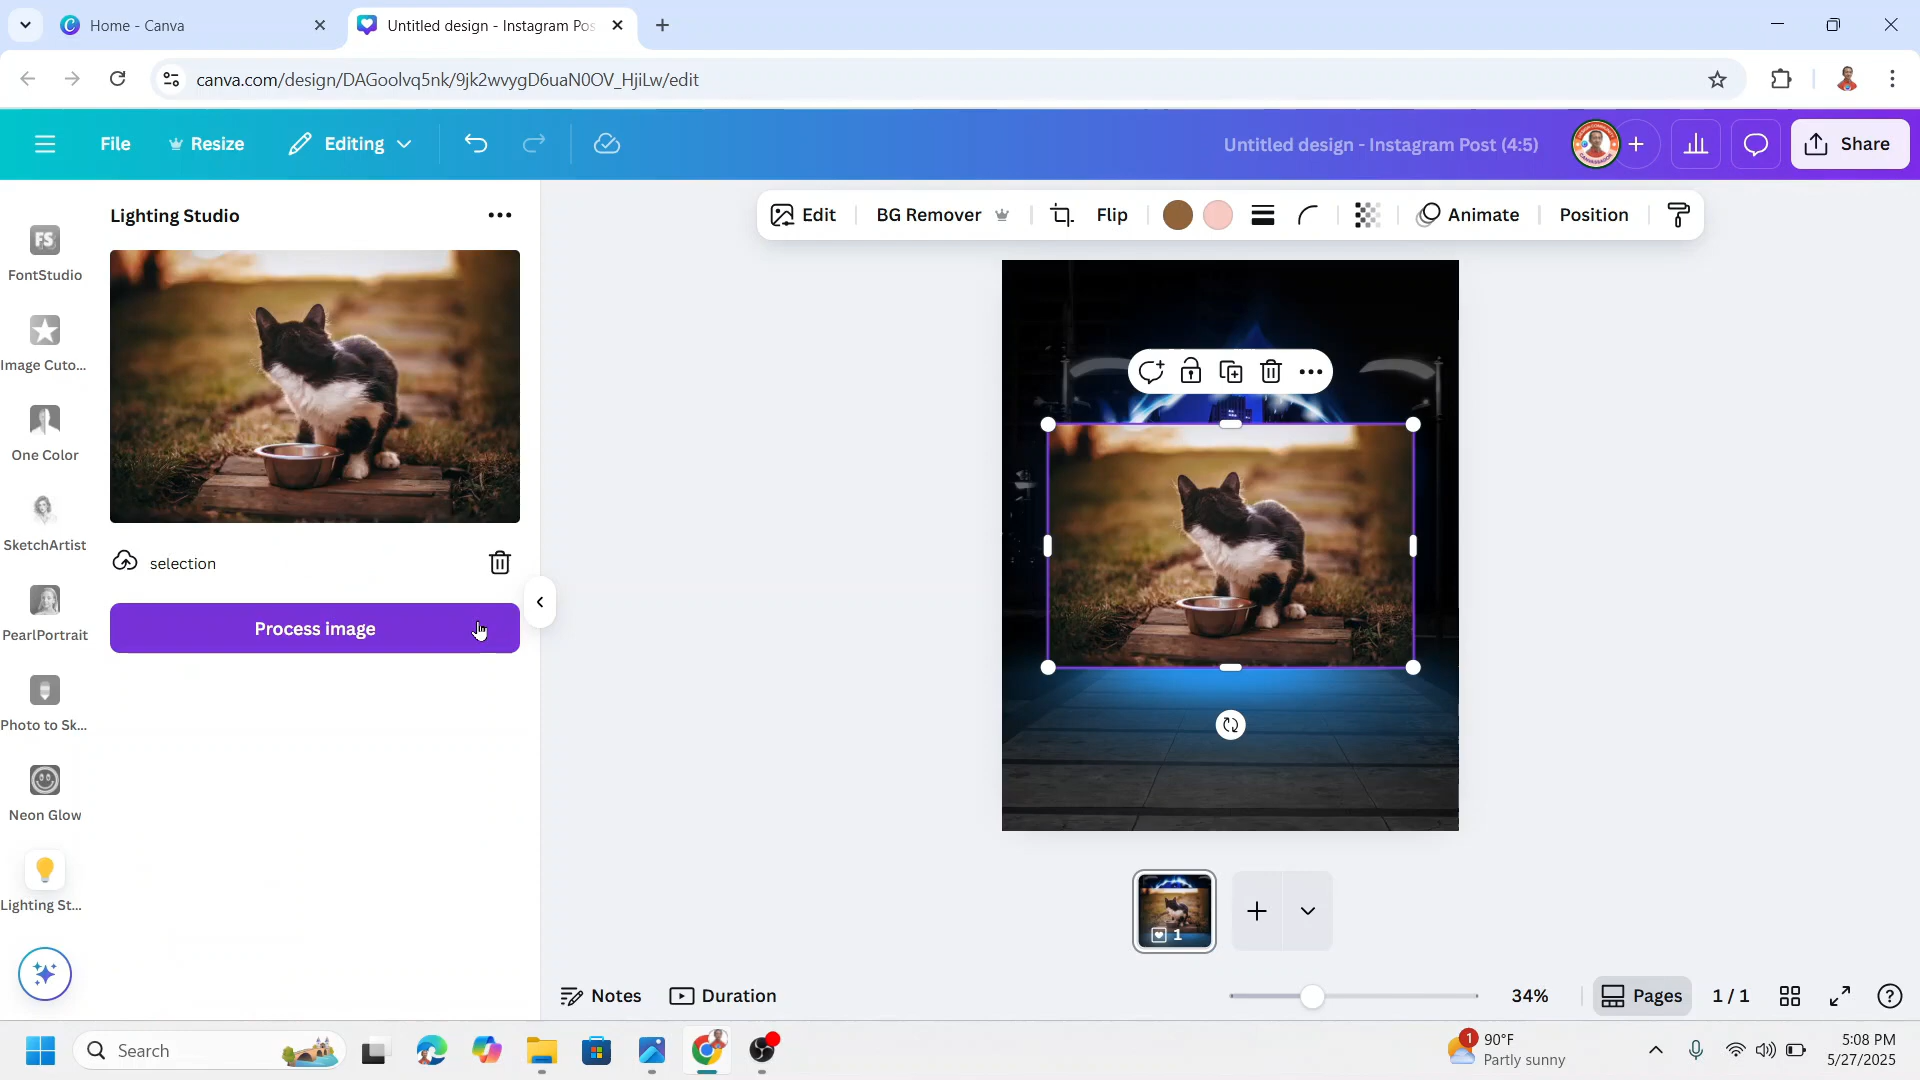 Home - Canva
Untitled design - Instagram Pos
canva.com/design/DAGoolvq5nk/9jk2wvygD6uaN0OV_HjiLw/edit
File
Resize
Editing
Untitled design - Instagram Post (4:5)
Share
Lighting Studio
Edit
BG Remover
Flip
Animate
Position
FS
FontStudio
Image Cuto...
One Color
SketchArtist
PearlPortrait
Photo to Sk...
Neon Glow
Lighting St...
selection
Process image
1
Notes
Duration
34%
Pages
1 / 1
Search
1
90°F
Partly sunny
5:08 PM
5/27/2025